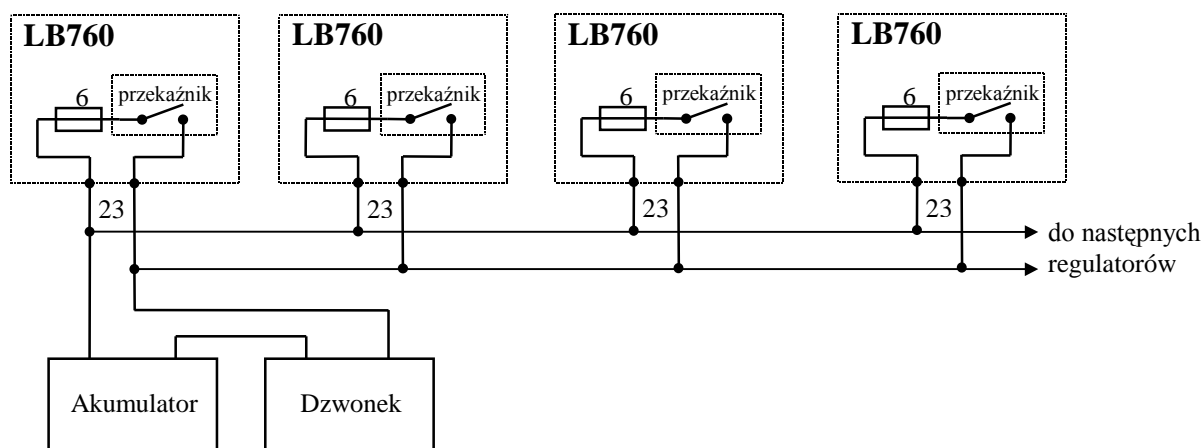 LB760
LB760
LB760
LB760
6
przekaźnik
6
przekaźnik
6
przekaźnik
6
przekaźnik
23
23
23
23
do następnych
regulatorów
Akumulator
Dzwonek